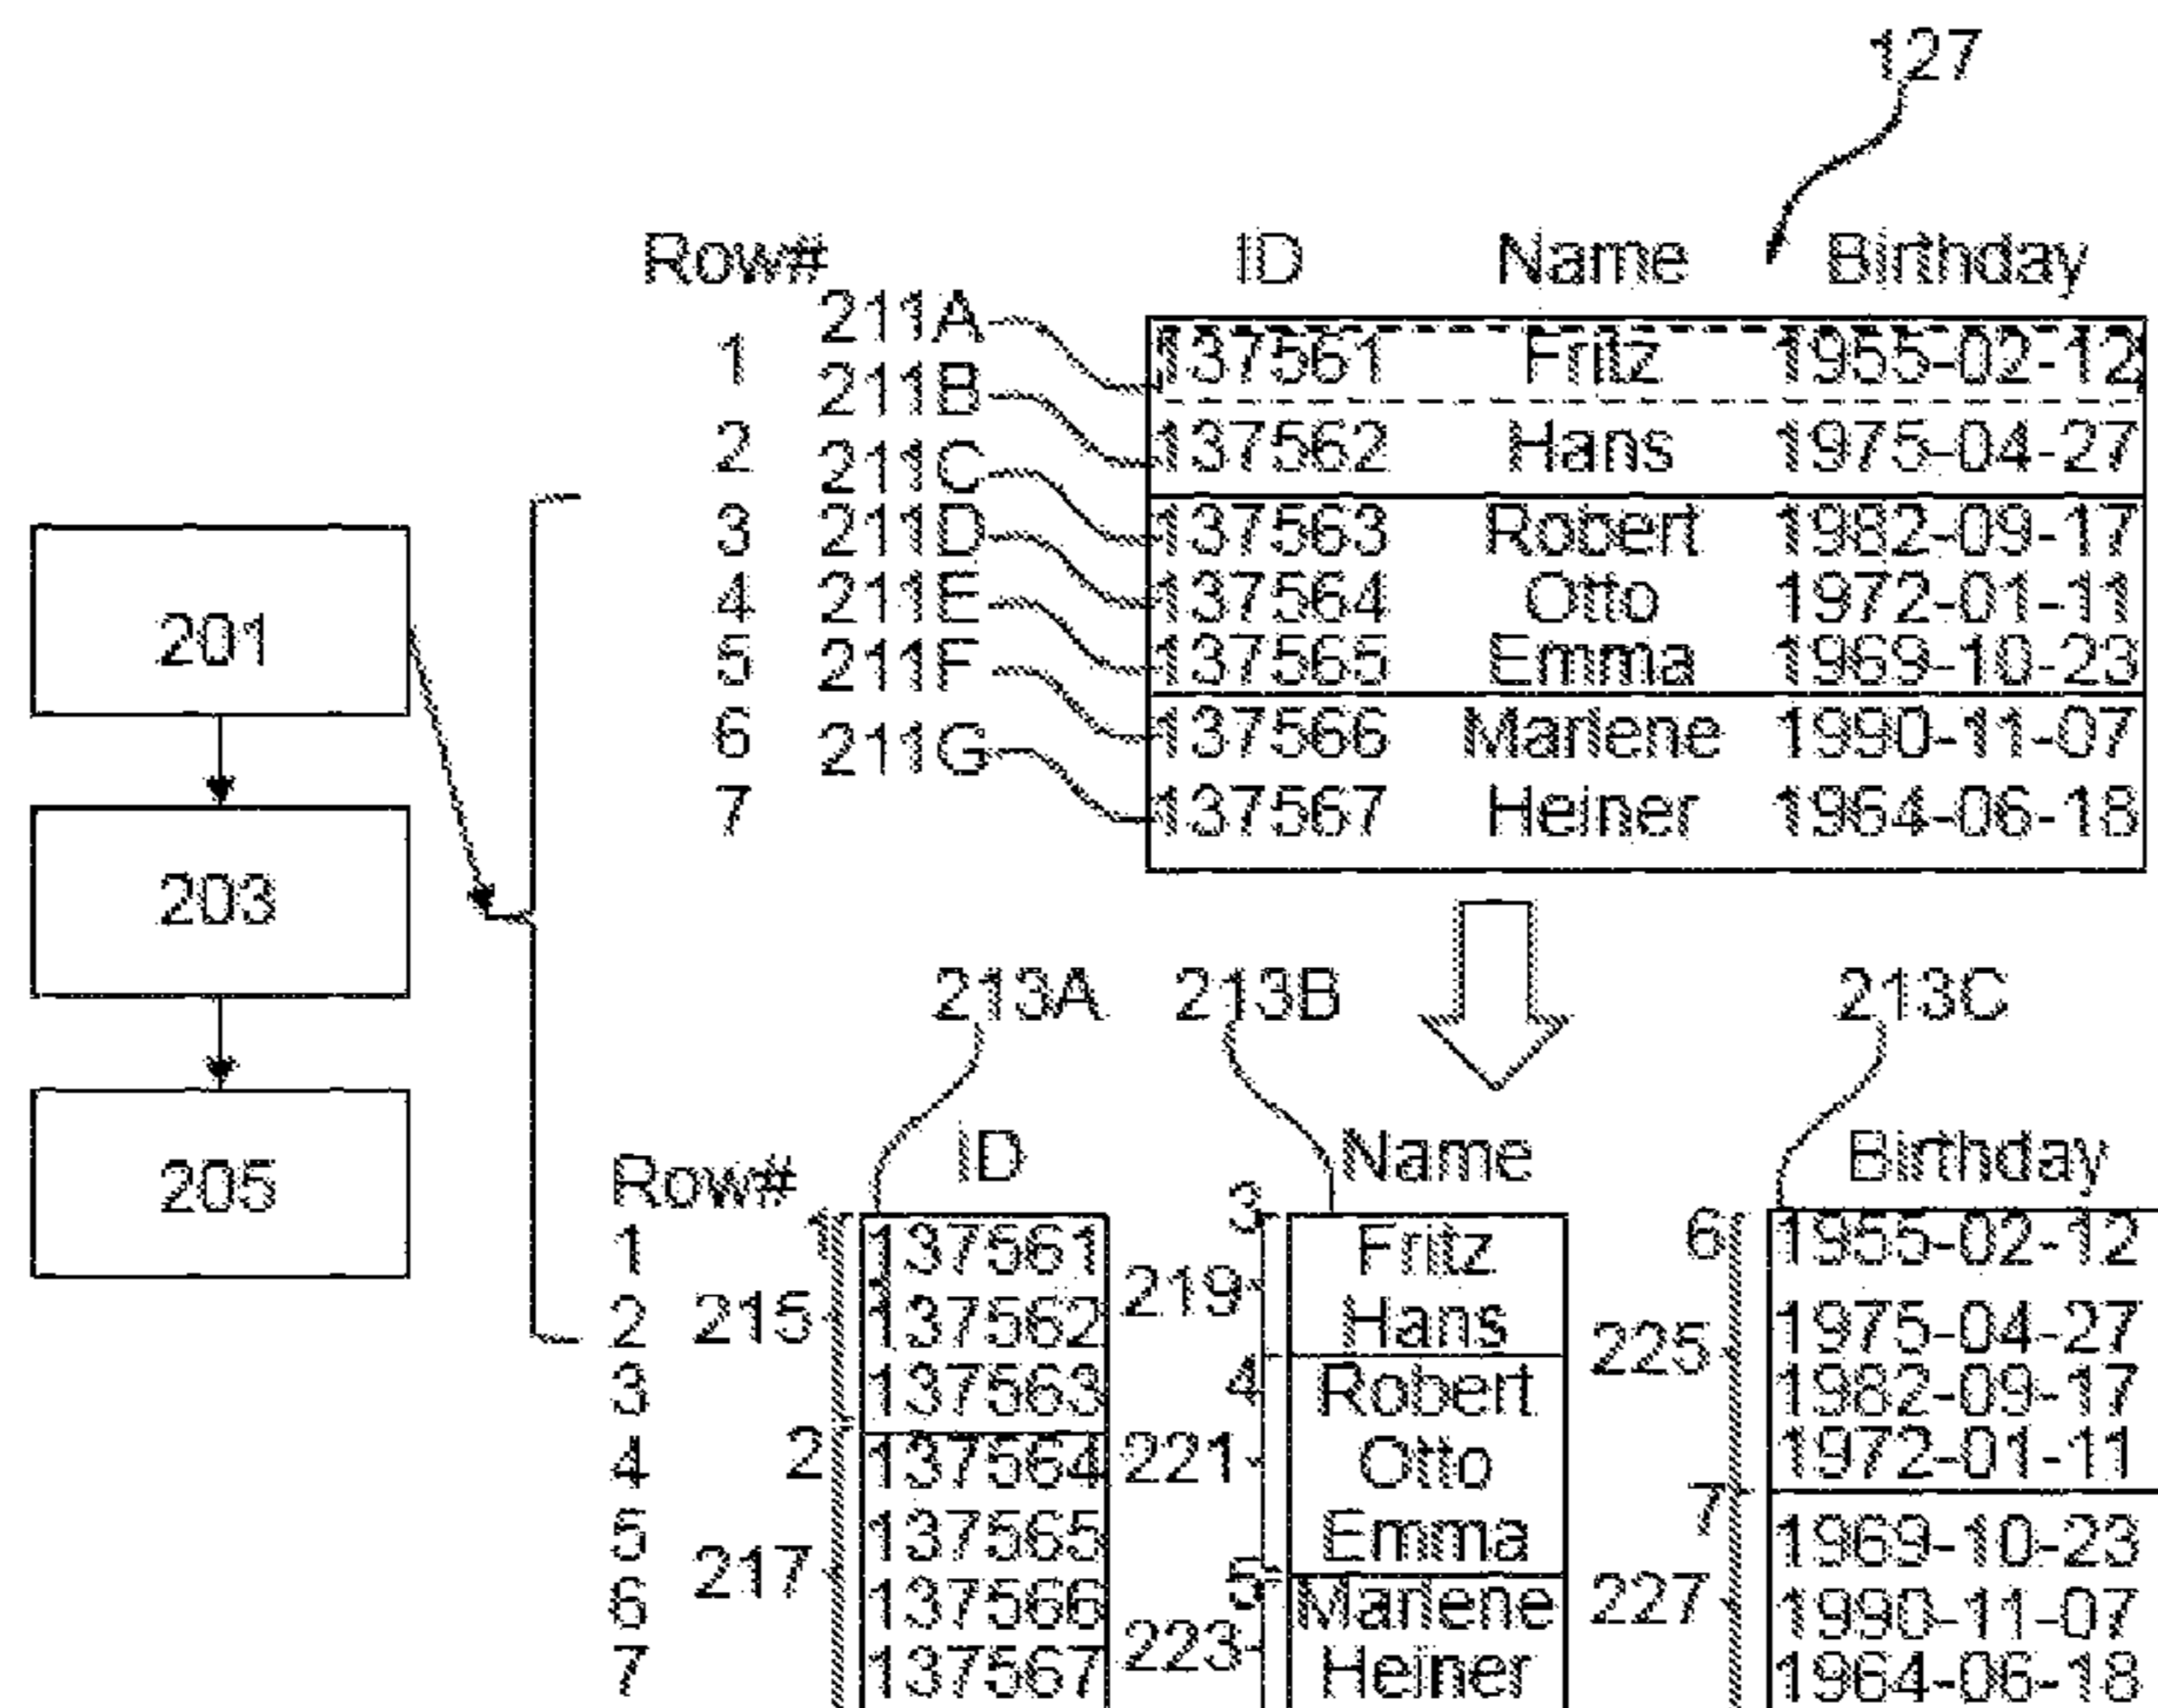 127
Row# ID Name Birthday
211A
1 137561 Fritz 1955-02-12
211B
2 137562 Hans 1975-04-27
211C
3 137563 Robert 1982-09-17
211D
4 137564 Otto 1972-01-11
211E
5 137565 Emma 1969-10-23
211F
6 137566 Marlene 1990-11-07
211G
7 137567 Heiner 1964-06-18
201
203
205
213A 213B 213C
Row# ID Name Birthday
1 1 137561 3 Fritz 6 1955-02-12
2 215 137562 219 Hans 225 1975-04-27
3 137563 4 Robert 1982-09-17
4 2 137564 221 Otto 1972-01-11
5 137565 Emma 7 1969-10-23
6 217 137566 5 Marlene 227 1990-11-07
7 137567 223 Heiner 1964-06-18